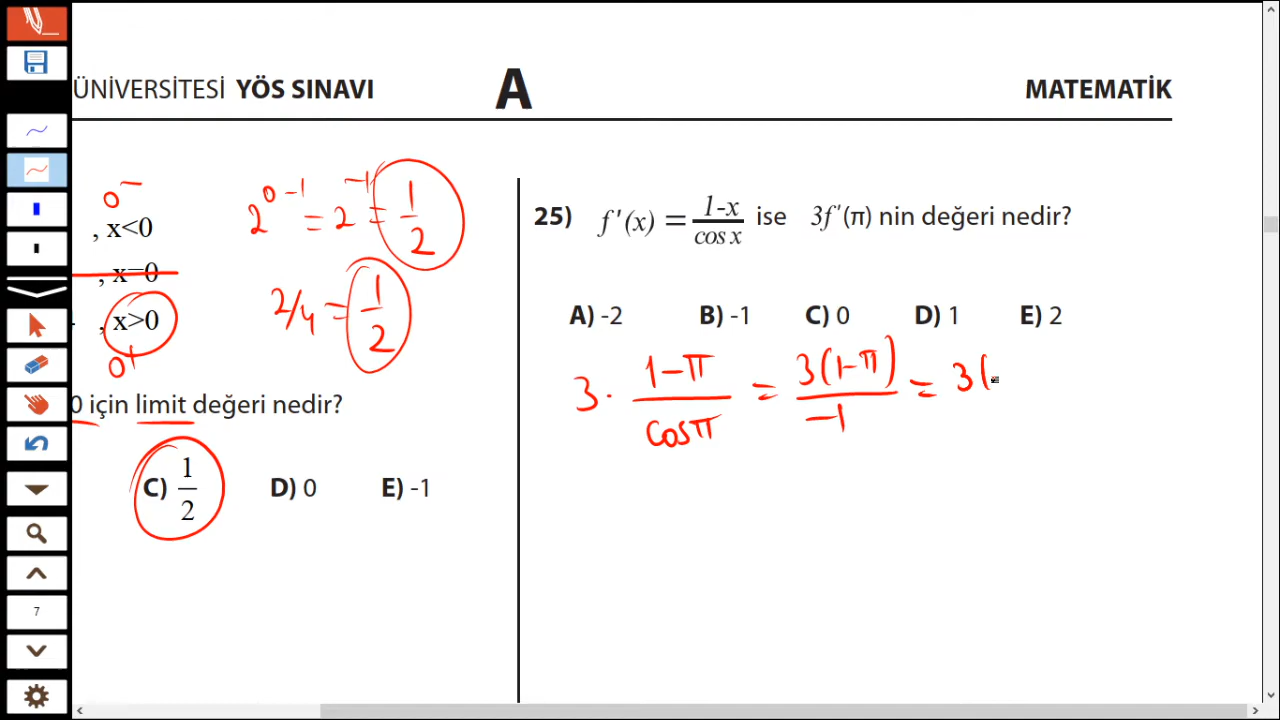 ÜNİVERSİTESİ YÖS SINAVI A MATEMATİK
0⁻
, x<0
, x=0
, x>0
0⁺
2^(0-1) = 2^(-1) = 1/2
2/4 = 1/2
0 için limit değeri nedir?
C) 1/2 D) 0 E) -1
25) f'(x) = 1-x / cos x ise 3f'(π) nin değeri nedir?
A) -2 B) -1 C) 0 D) 1 E) 2
3 · (1-π)/(cosπ) = 3(1-π)/(-1) = 3(
7